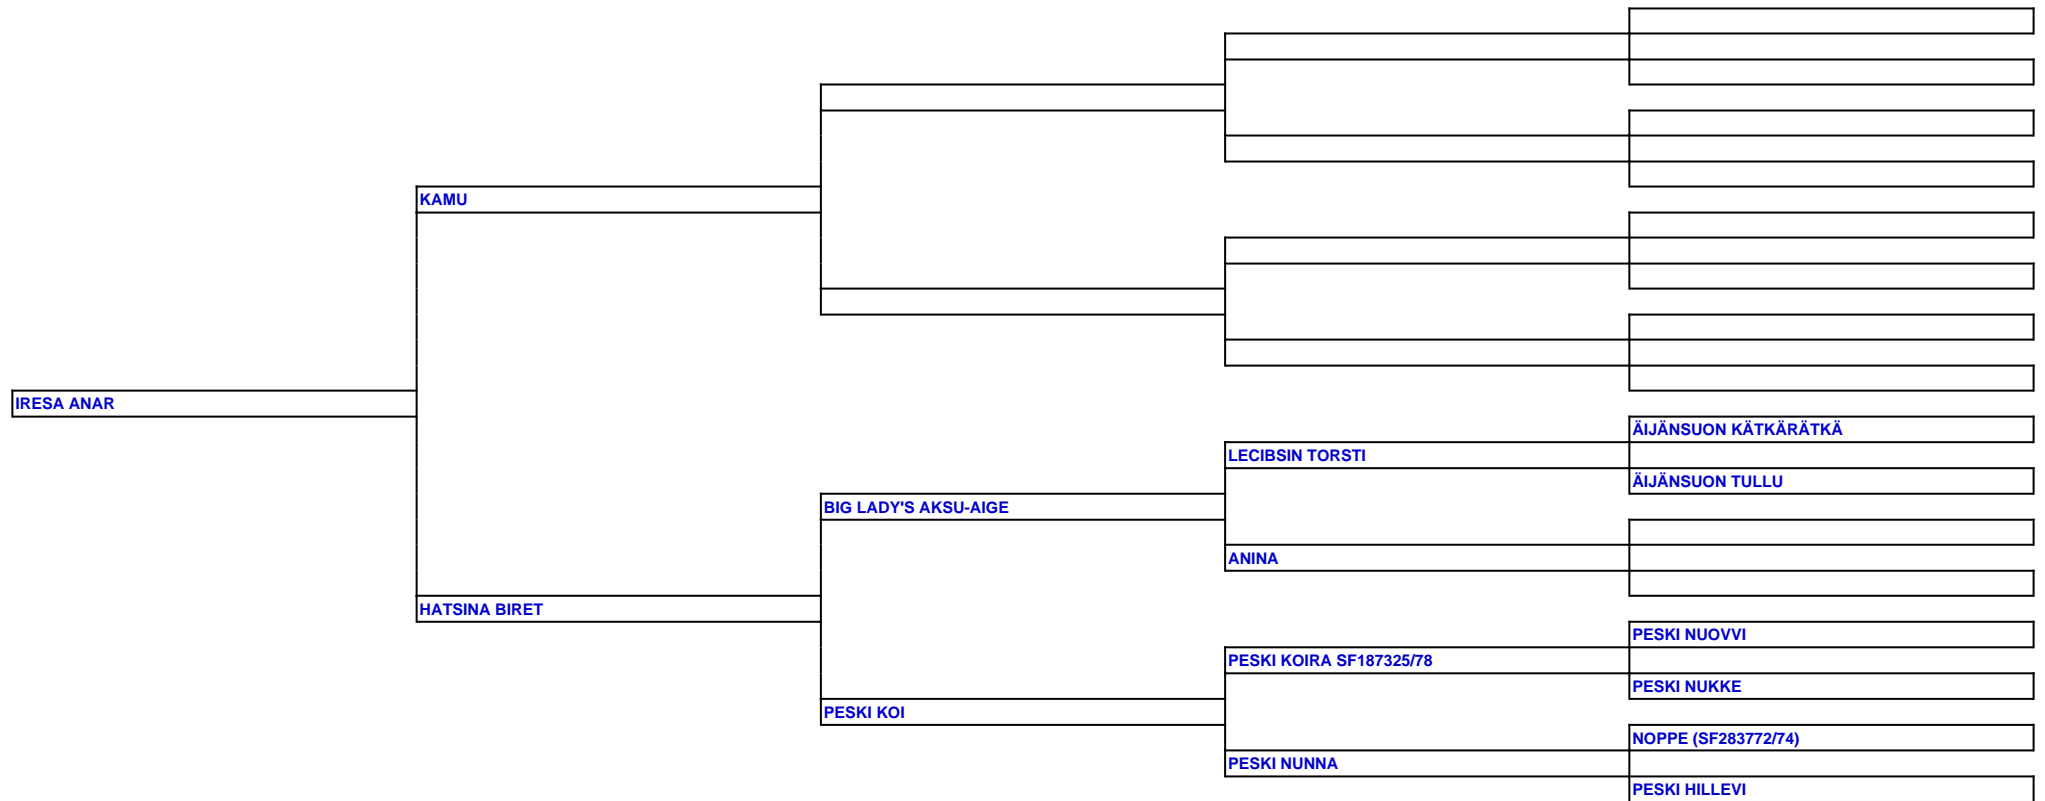 KAMU
IRESA ANAR
ÄIJÄNSUON KÄTKÄRÄTKÄ
LECIBSIN TORSTI
ÄIJÄNSUON TULLU
BIG LADY'S AKSU-AIGE
ANINA
HATSINA BIRET
PESKI NUOVVI
PESKI KOIRA SF187325/78
PESKI NUKKE
PESKI KOI
NOPPE (SF283772/74)
PESKI NUNNA
PESKI HILLEVI